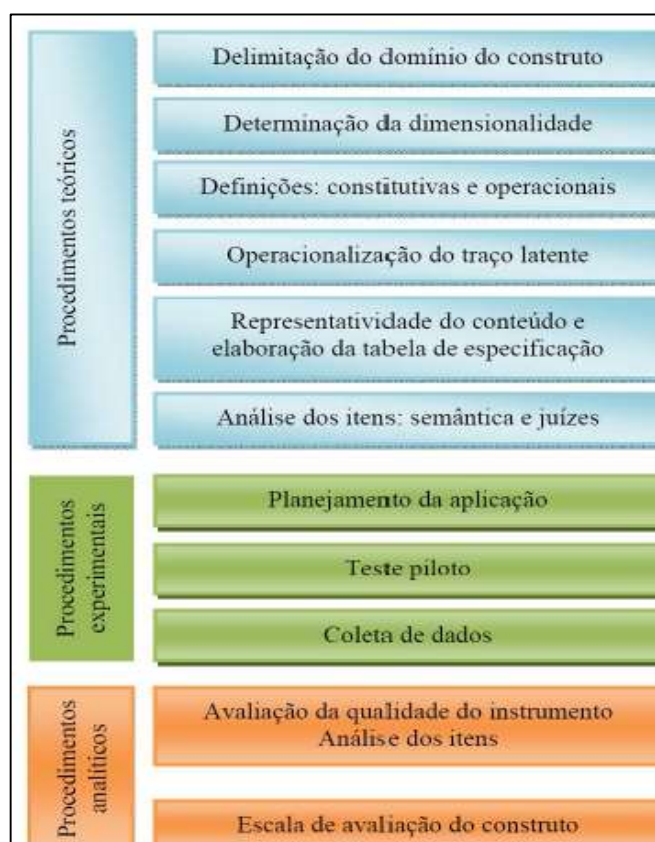 Procedimentos teóricos
Delimitação do domínio do construto
Determinação da dimensionalidade
Definições: constitutivas e operacionais
Operacionalização do traço latente
Representatividade do conteúdo e
elaboração da tabela de especificação
Análise dos itens: semântica e juízes
Procedimentos
experimentais
Planejamento da aplicação
Teste piloto
Coleta de dados
Procedimentos
analíticos
Avaliação da qualidade do instrumento
Análise dos itens
Escala de avaliação do construto